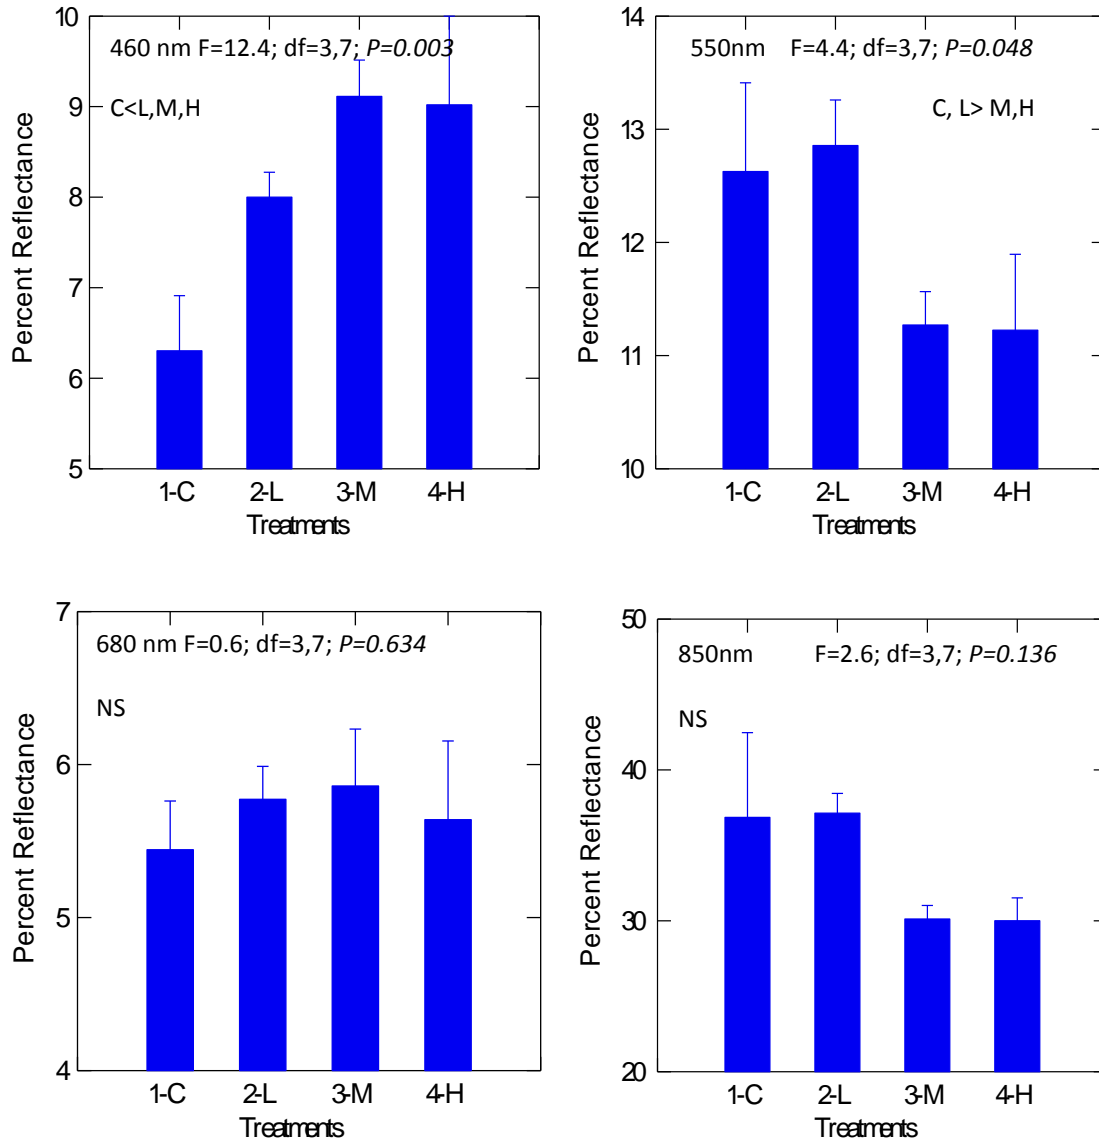 460 nm F=12.4; df=3,7; P=0.003
C<L,M,H
Percent Reflectance
10
9
8
7
6
5
1-C 2-L 3-M 4-H
Treatments
550nm F=4.4; df=3,7; P=0.048
C, L> M,H
Percent Reflectance
14
13
12
11
10
1-C 2-L 3-M 4-H
Treatments
680 nm F=0.6; df=3,7; P=0.634
NS
Percent Reflectance
7
6
5
4
1-C 2-L 3-M 4-H
Treatments
850nm F=2.6; df=3,7; P=0.136
NS
Percent Reflectance
50
40
30
20
1-C 2-L 3-M 4-H
Treatments